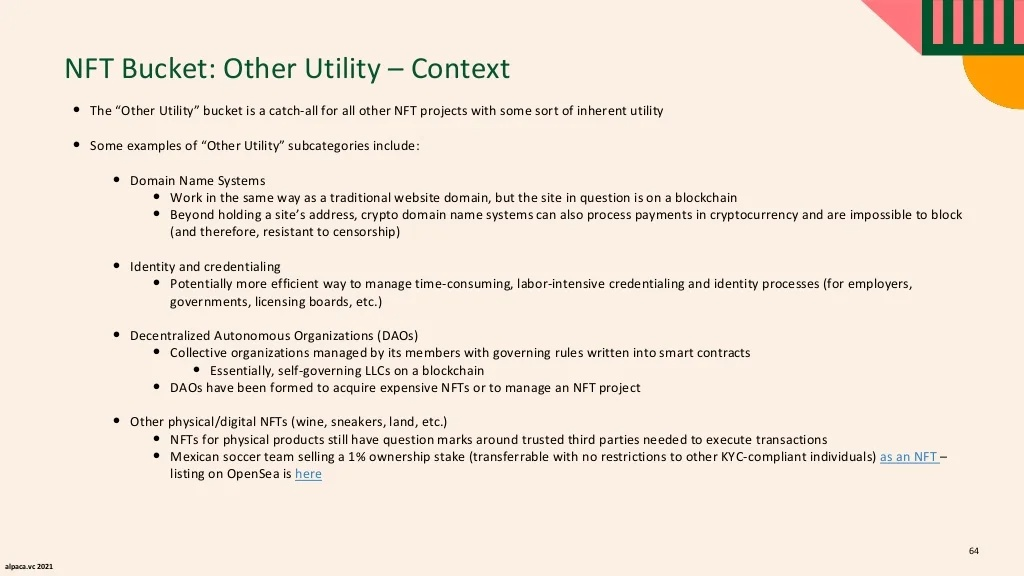 NFT Bucket: Other Utility – Context
• The “Other Utility” bucket is a catch-all for all other NFT projects with some sort of inherent utility
• Some examples of “Other Utility” subcategories include:
• Domain Name Systems
• Work in the same way as a traditional website domain, but the site in question is on a blockchain
• Beyond holding a site’s address, crypto domain name systems can also process payments in cryptocurrency and are impossible to block
(and therefore, resistant to censorship)
• Identity and credentialing
• Potentially more efficient way to manage time-consuming, labor-intensive credentialing and identity processes (for employers,
governments, licensing boards, etc.)
• Decentralized Autonomous Organizations (DAOs)
• Collective organizations managed by its members with governing rules written into smart contracts
• Essentially, self-governing LLCs on a blockchain
• DAOs have been formed to acquire expensive NFTs or to manage an NFT project
• Other physical/digital NFTs (wine, sneakers, land, etc.)
• NFTs for physical products still have question marks around trusted third parties needed to execute transactions
• Mexican soccer team selling a 1% ownership stake (transferrable with no restrictions to other KYC-compliant individuals) as an NFT –
listing on OpenSea is here
64
alpaca.vc 2021